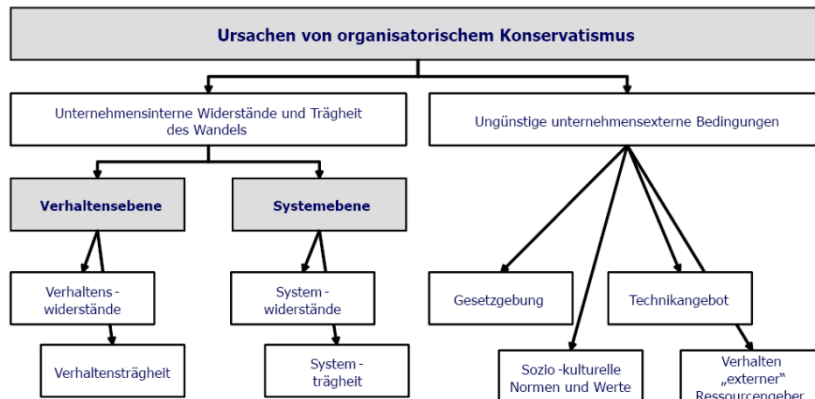 Ursachen von organisatorischem Konservatismus
Unternehmensinterne Widerstände und Trägheit
des Wandels
Ungünstige unternehmensexterne Bedingungen
Verhaltensebene
Systemebene
Verhaltens-
widerstände
System-
widerstände
Gesetzgebung
Technikangebot
Verhaltensträgheit
System-
trägheit
Sozio-kulturelle
Normen und Werte
Verhalten
„externer"
Ressourcengeber